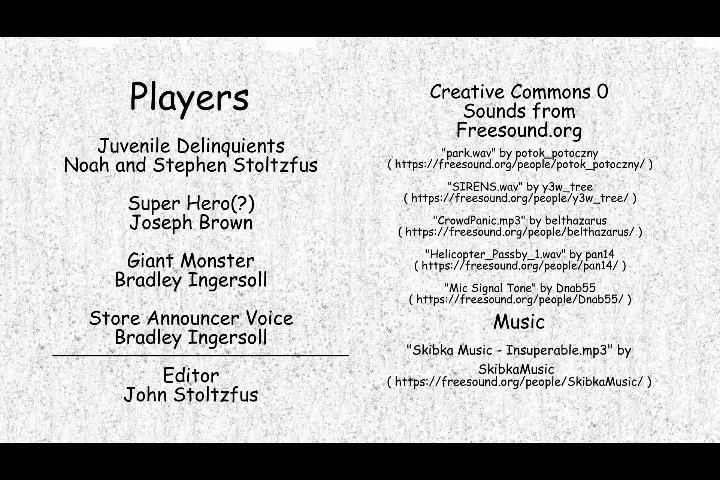 Players
Juvenile Delinquients
Noah and Stephen Stoltzfus
Super Hero(?)
Joseph Brown
Giant Monster
Bradley Ingersoll
Store Announcer Voice
Bradley Ingersoll
Editor
John Stoltzfus
Creative Commons 0
Sounds from
Freesound.org
"park.wav" by potok_potoczny
( https://freesound.org/people/potok_potoczny/ )
"SIRENS.wav" by y3w_tree
( https://freesound.org/people/y3w_tree/ )
"CrowdPanic.mp3" by belthazarus
( https://freesound.org/people/belthazarus/ )
"Helicopter_Passby_1.wav" by pan14
( https://freesound.org/people/pan14/ )
"Mic Signal Tone" by Dnab55
( https://freesound.org/people/Dnab55/ )
Music
"Skibka Music - Insuperable.mp3" by
SkibkaMusic
( https://freesound.org/people/SkibkaMusic/ )